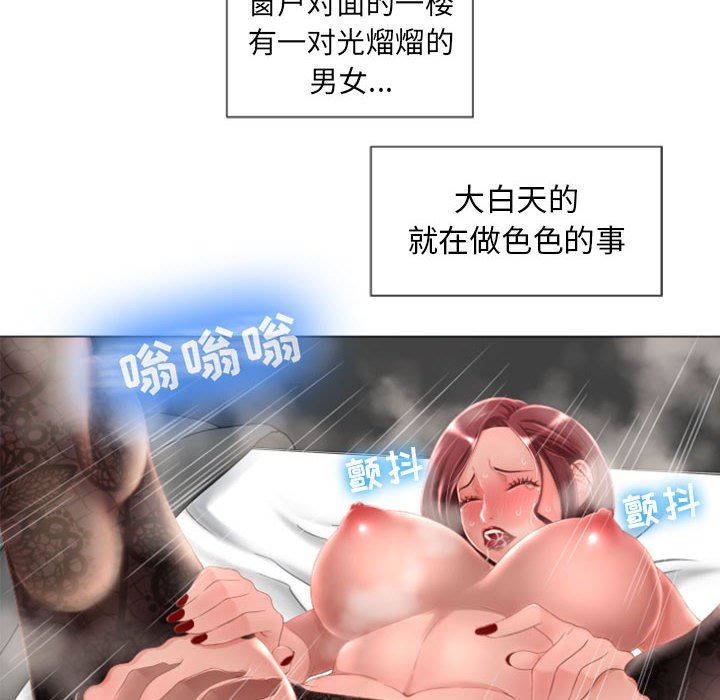 窗户对面的一楼
有一对光熘熘的
男女...
大白天的
就在做色色的事
嗡嗡嗡
颤抖
颤抖